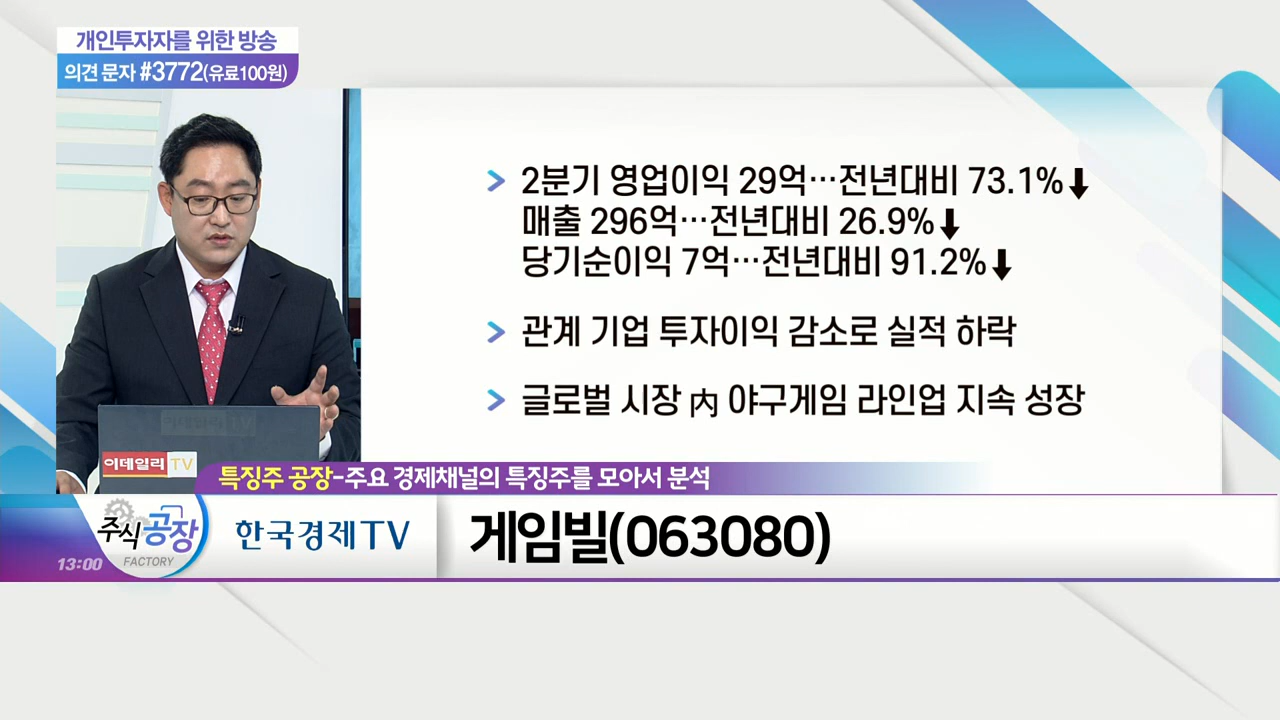 개인투자자를 위한 방송
의견 문자 #3772(유료100원)
> 2분기 영업이익 29억…전년대비 73.1%⬇
매출 296억…전년대비 26.9%⬇
당기순이익 7억…전년대비 91.2%⬇
> 관계 기업 투자이익 감소로 실적 하락
> 글로벌 시장 內 야구게임 라인업 지속 성장
이데일리TV
이데일리 TV
특징주 공장-주요 경제채널의 특징주를 모아서 분석
주식공장
FACTORY
13:00
한국경제TV
게임빌(063080)